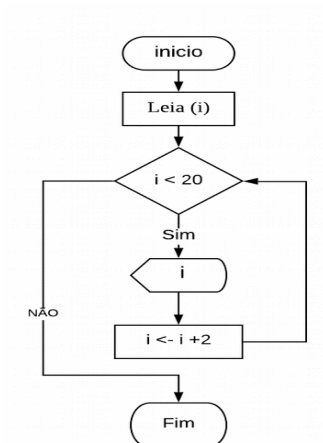 inicio
Leia (i)
i < 20
Sim
i
NÃO
i <- i +2
Fim